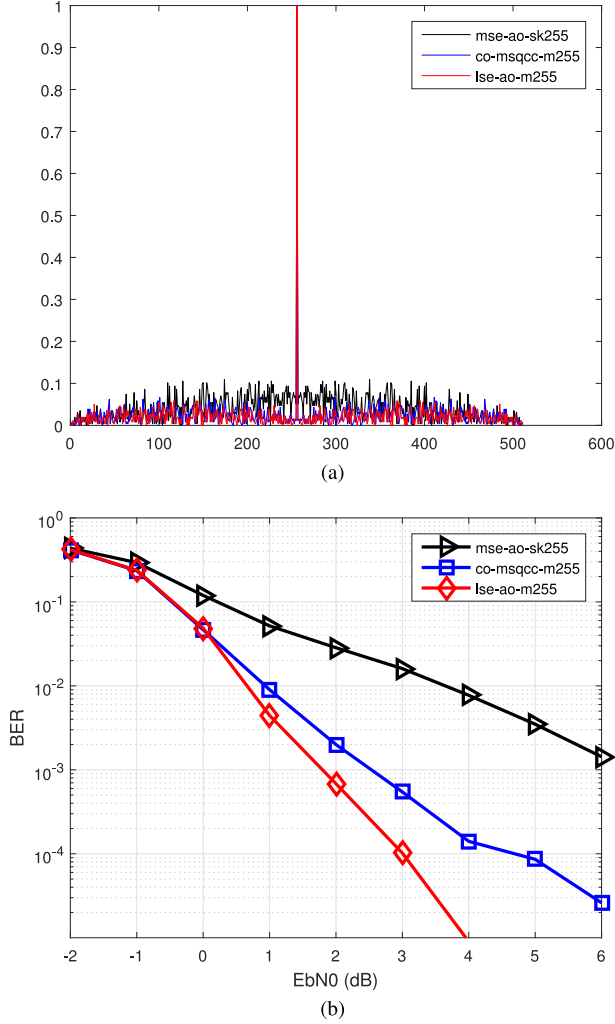 1
0.9
0.8
0.7
0.6
0.5
0.4
0.3
0.2
0.1
0
mse-ao-sk255
co-msqcc-m255
lse-ao-m255
0 100 200 300 400 500 600
(a)
10^0
10^-1
10^-2
10^-3
10^-4
BER
mse-ao-sk255
co-msqcc-m255
lse-ao-m255
-2 -1 0 1 2 3 4 5 6
EbN0 (dB)
(b)